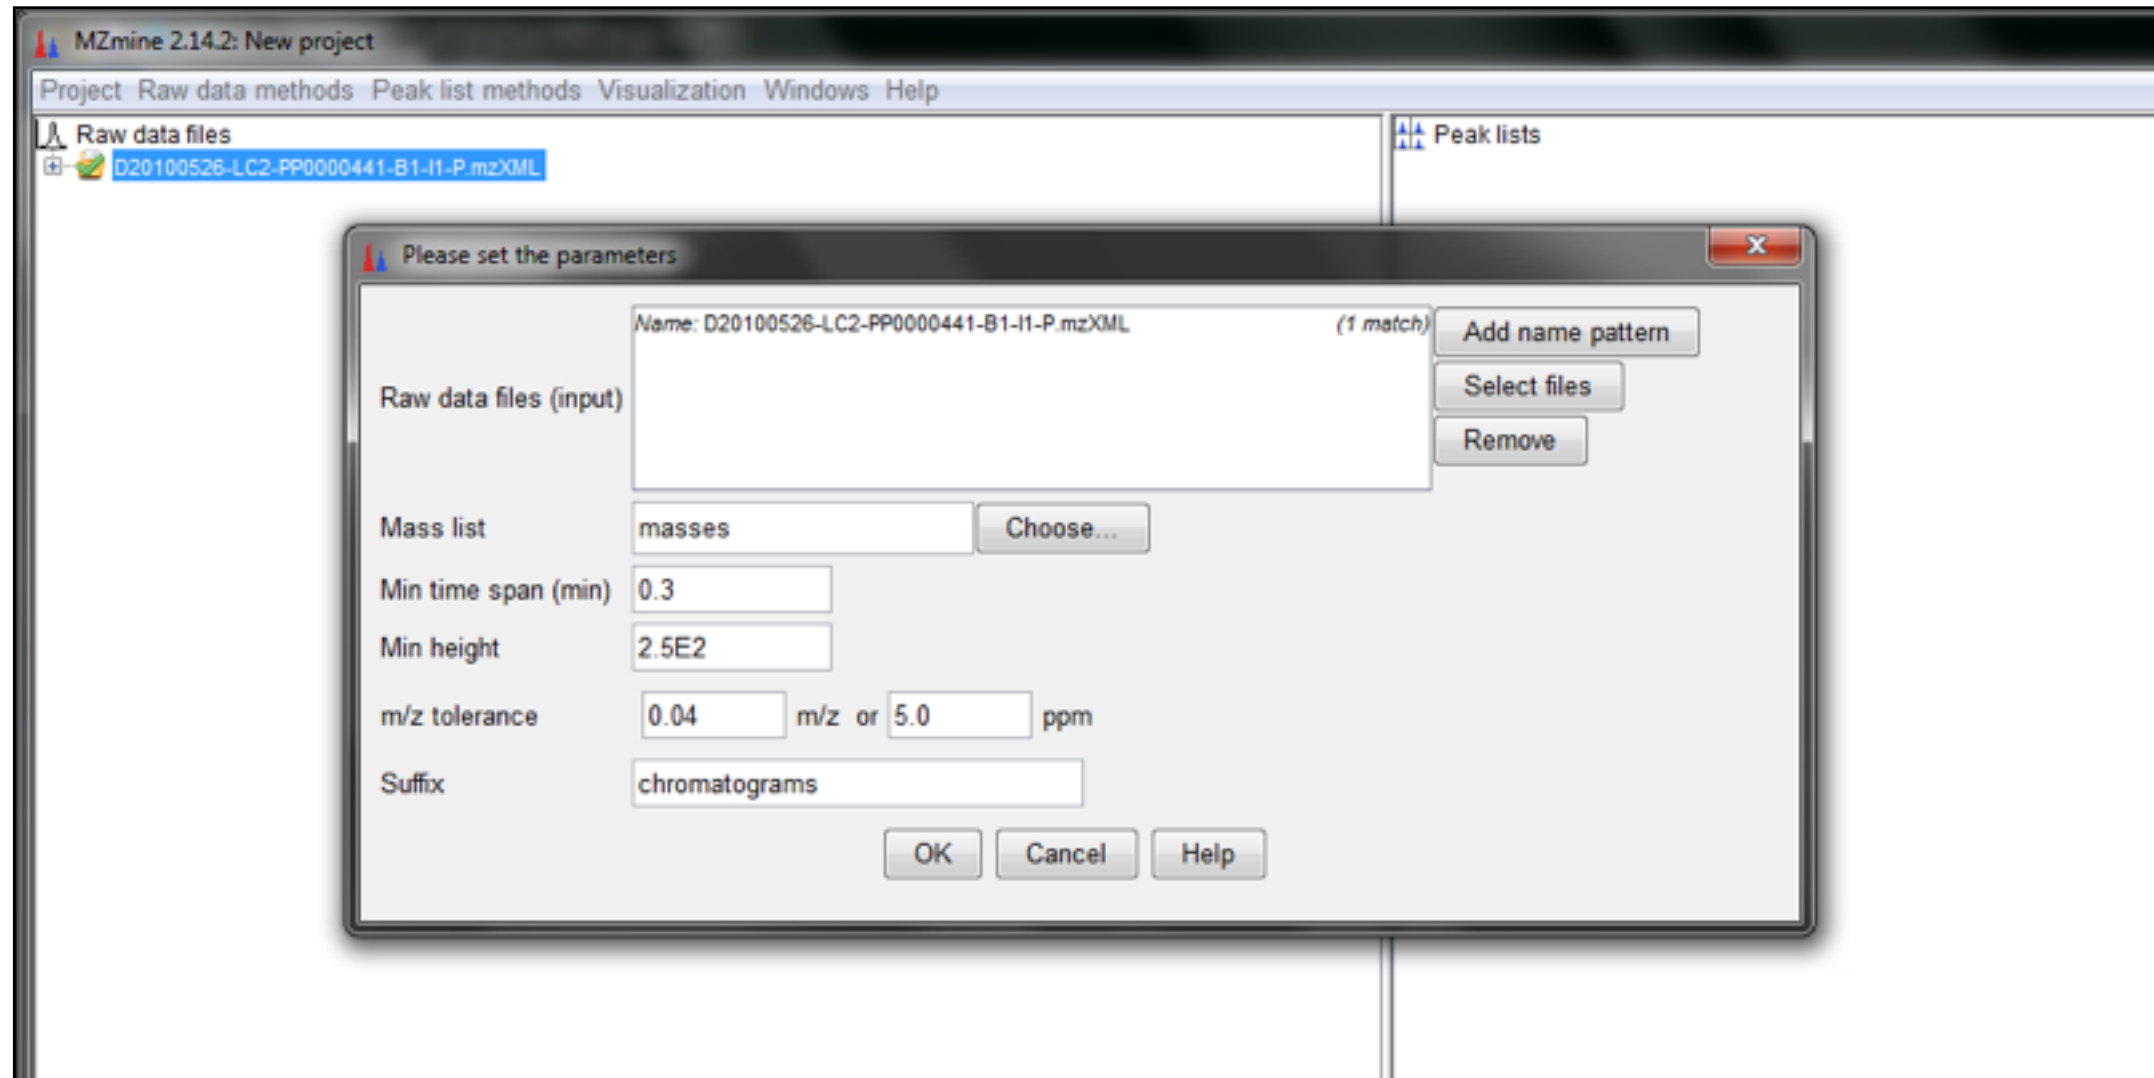 MZmine 2.14.2: New project
Project Raw data methods Peak list methods Visualization Windows Help
Raw data files
Peak lists
D20100526-LC2-PP0000441-B1-I1-P.mzXML
Please set the parameters
x
Name: D20100526-LC2-PP0000441-B1-I1-P.mzXML (1 match)
Add name pattern
Raw data files (input)
Select files
Remove
Mass list masses Choose...
Min time span (min) 0.3
Min height 2.5E2
m/z tolerance 0.04 m/z or 5.0 ppm
Suffix chromatograms
OK Cancel Help